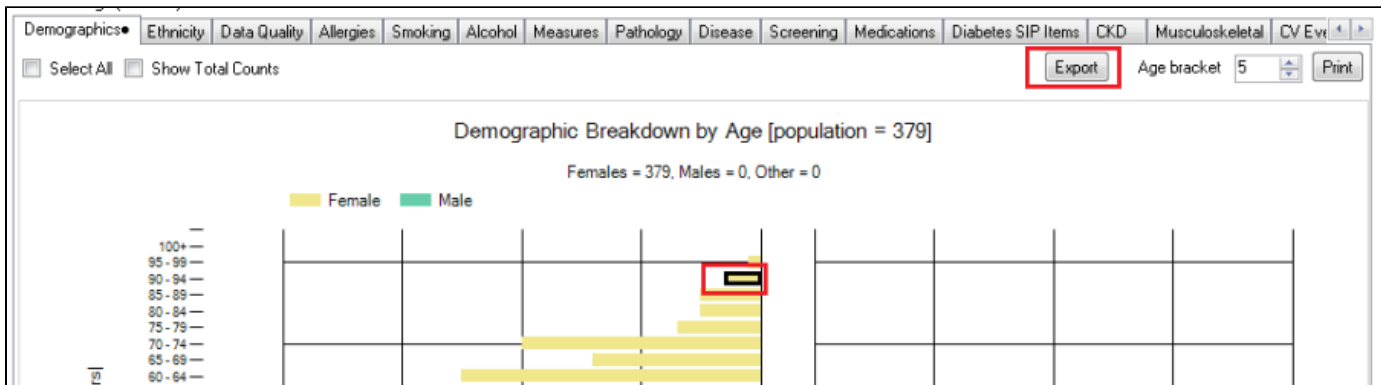 Demographics● Ethnicity Data Quality Allergies Smoking Alcohol Measures Pathology Disease Screening Medications Diabetes SIP Items CKD Musculoskeletal CV Eve
Select All Show Total Counts Export Age bracket 5 Print
Demographic Breakdown by Age [population = 379]
Females = 379, Males = 0, Other = 0
Female Male
100+
95 - 99
90 - 94
85 - 89
80 - 84
75 - 79
70 - 74
65 - 69
60 - 64